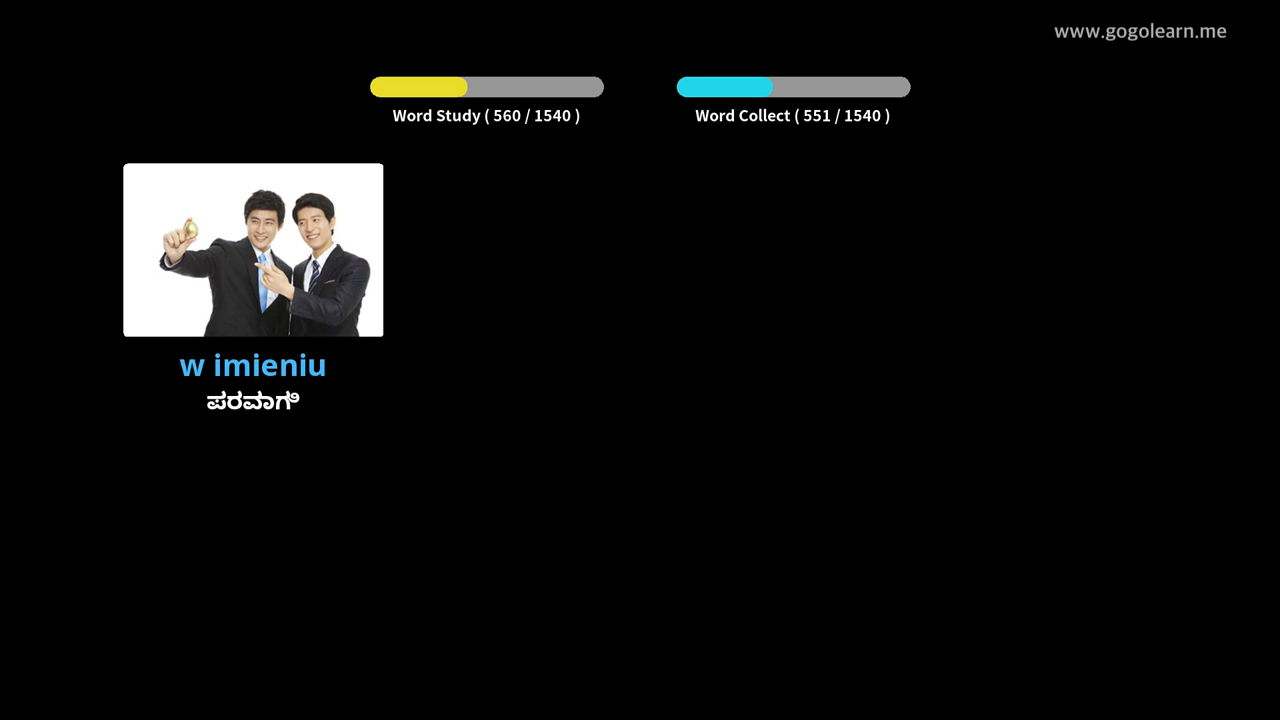 www.gogolearn.me
Word Study ( 560 / 1540 )
Word Collect ( 551 / 1540 )
w imieniu
ಪರವಾಗಿ